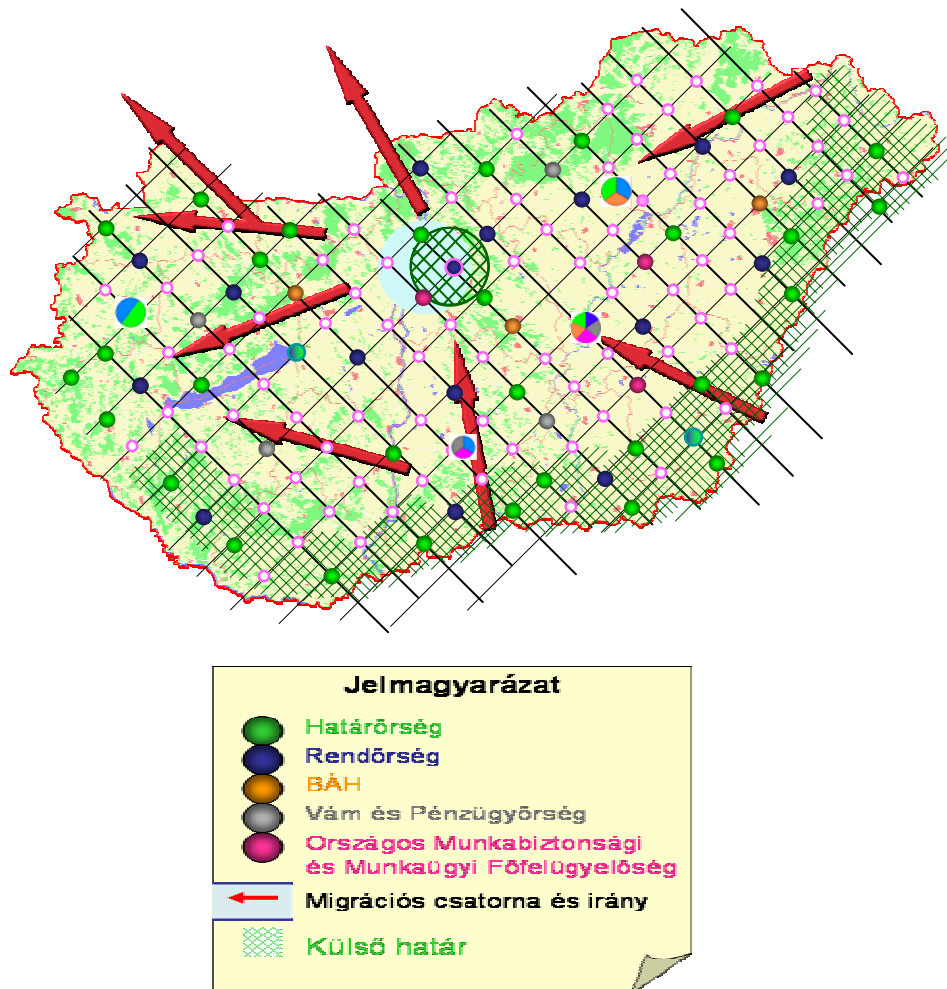 Jelmagyarázat
Határőrség
Rendőrség
BÁH
Vám és Pénzügyőrség
Országos Munkabiztonsági
és Munkaügyi Főfelügyelőség
Migrációs csatorna és irány
Külső határ